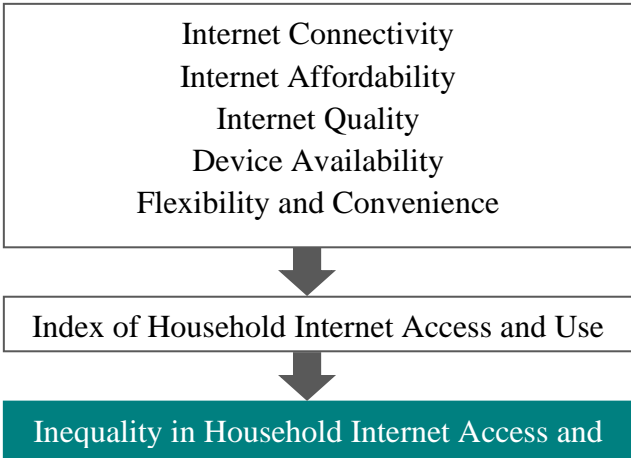 Internet Connectivity
Internet Affordability
Internet Quality
Device Availability
Flexibility and Convenience
Index of Household Internet Access and Use
Inequality in Household Internet Access and